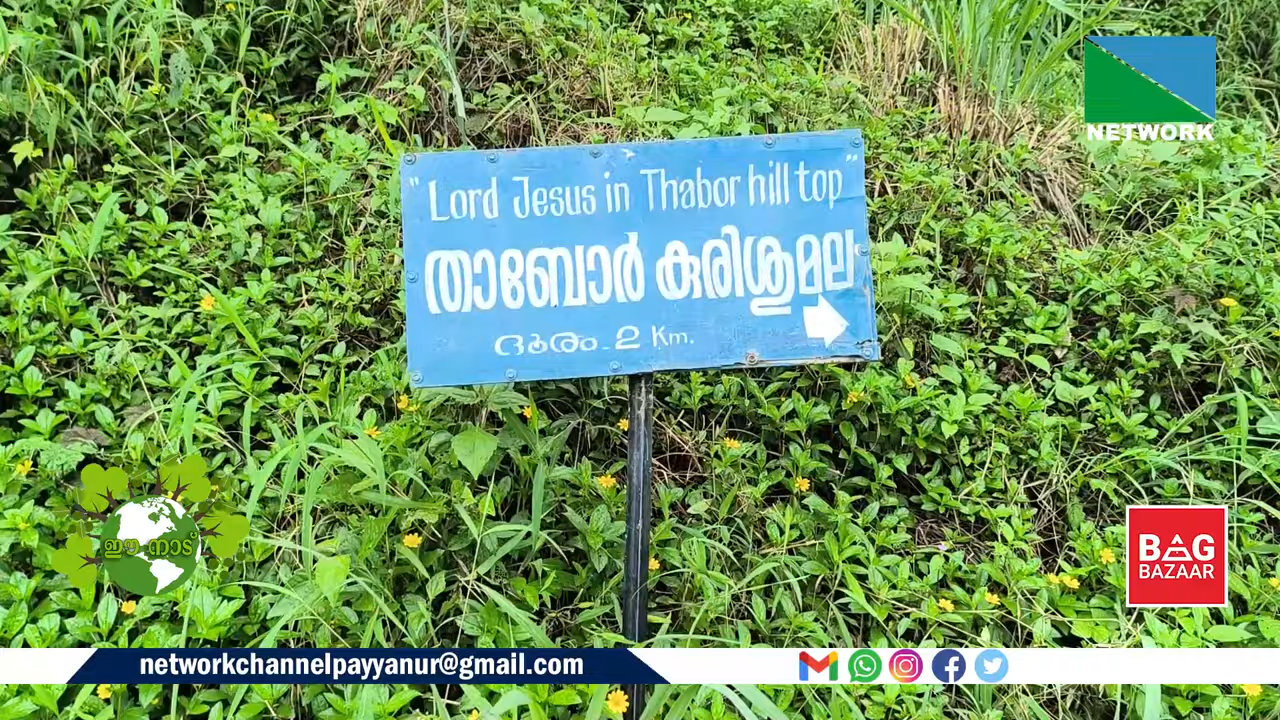 NETWORK
" Lord Jesus in Thabor hill top "
താബോർ കുരിശുമല
ദൂരം - 2 Km.
ഈ നാട്
BAG
BAZAAR
networkchannelpayyanur@gmail.com